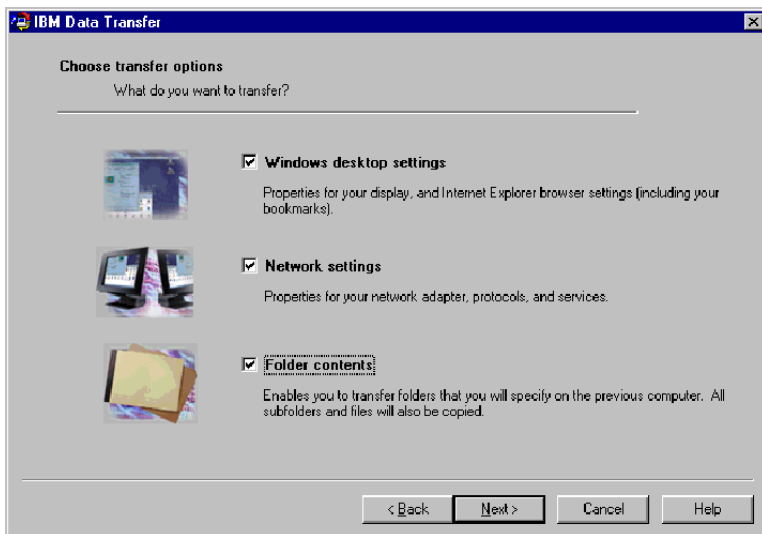 IBM Data Transfer
Choose transfer options
What do you want to transfer?
Windows desktop settings
Properties for your display, and Internet Explorer browser settings (including your
bookmarks).
Network settings
Properties for your network adapter, protocols, and services.
Folder contents
Enables you to transfer folders that you will specify on the previous computer. All
subfolders and files will also be copied.
< Back Next > Cancel Help